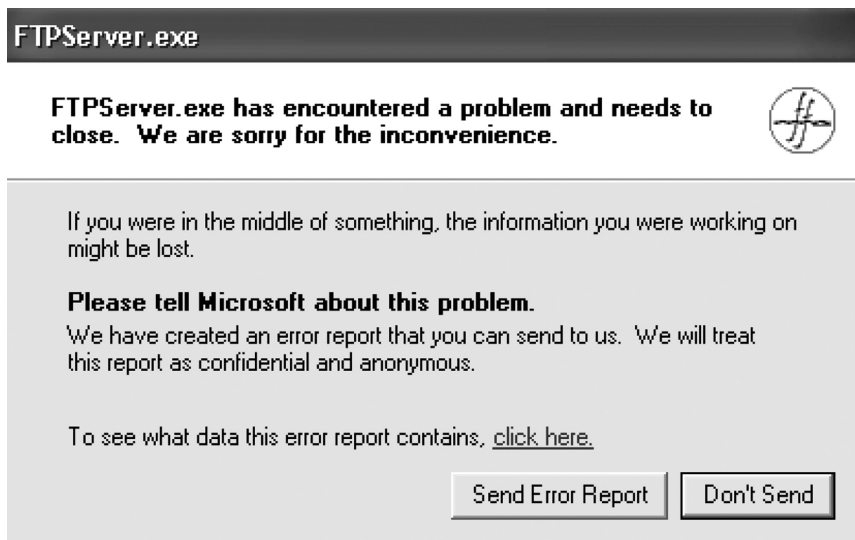 FTPServer.exe
FTPServer.exe has encountered a problem and needs to
close.  We are sorry for the inconvenience.
If you were in the middle of something, the information you were working on
might be lost.
Please tell Microsoft about this problem.
We have created an error report that you can send to us.  We will treat
this report as confidential and anonymous.
To see what data this error report contains, click here.
Send Error Report
Don't Send